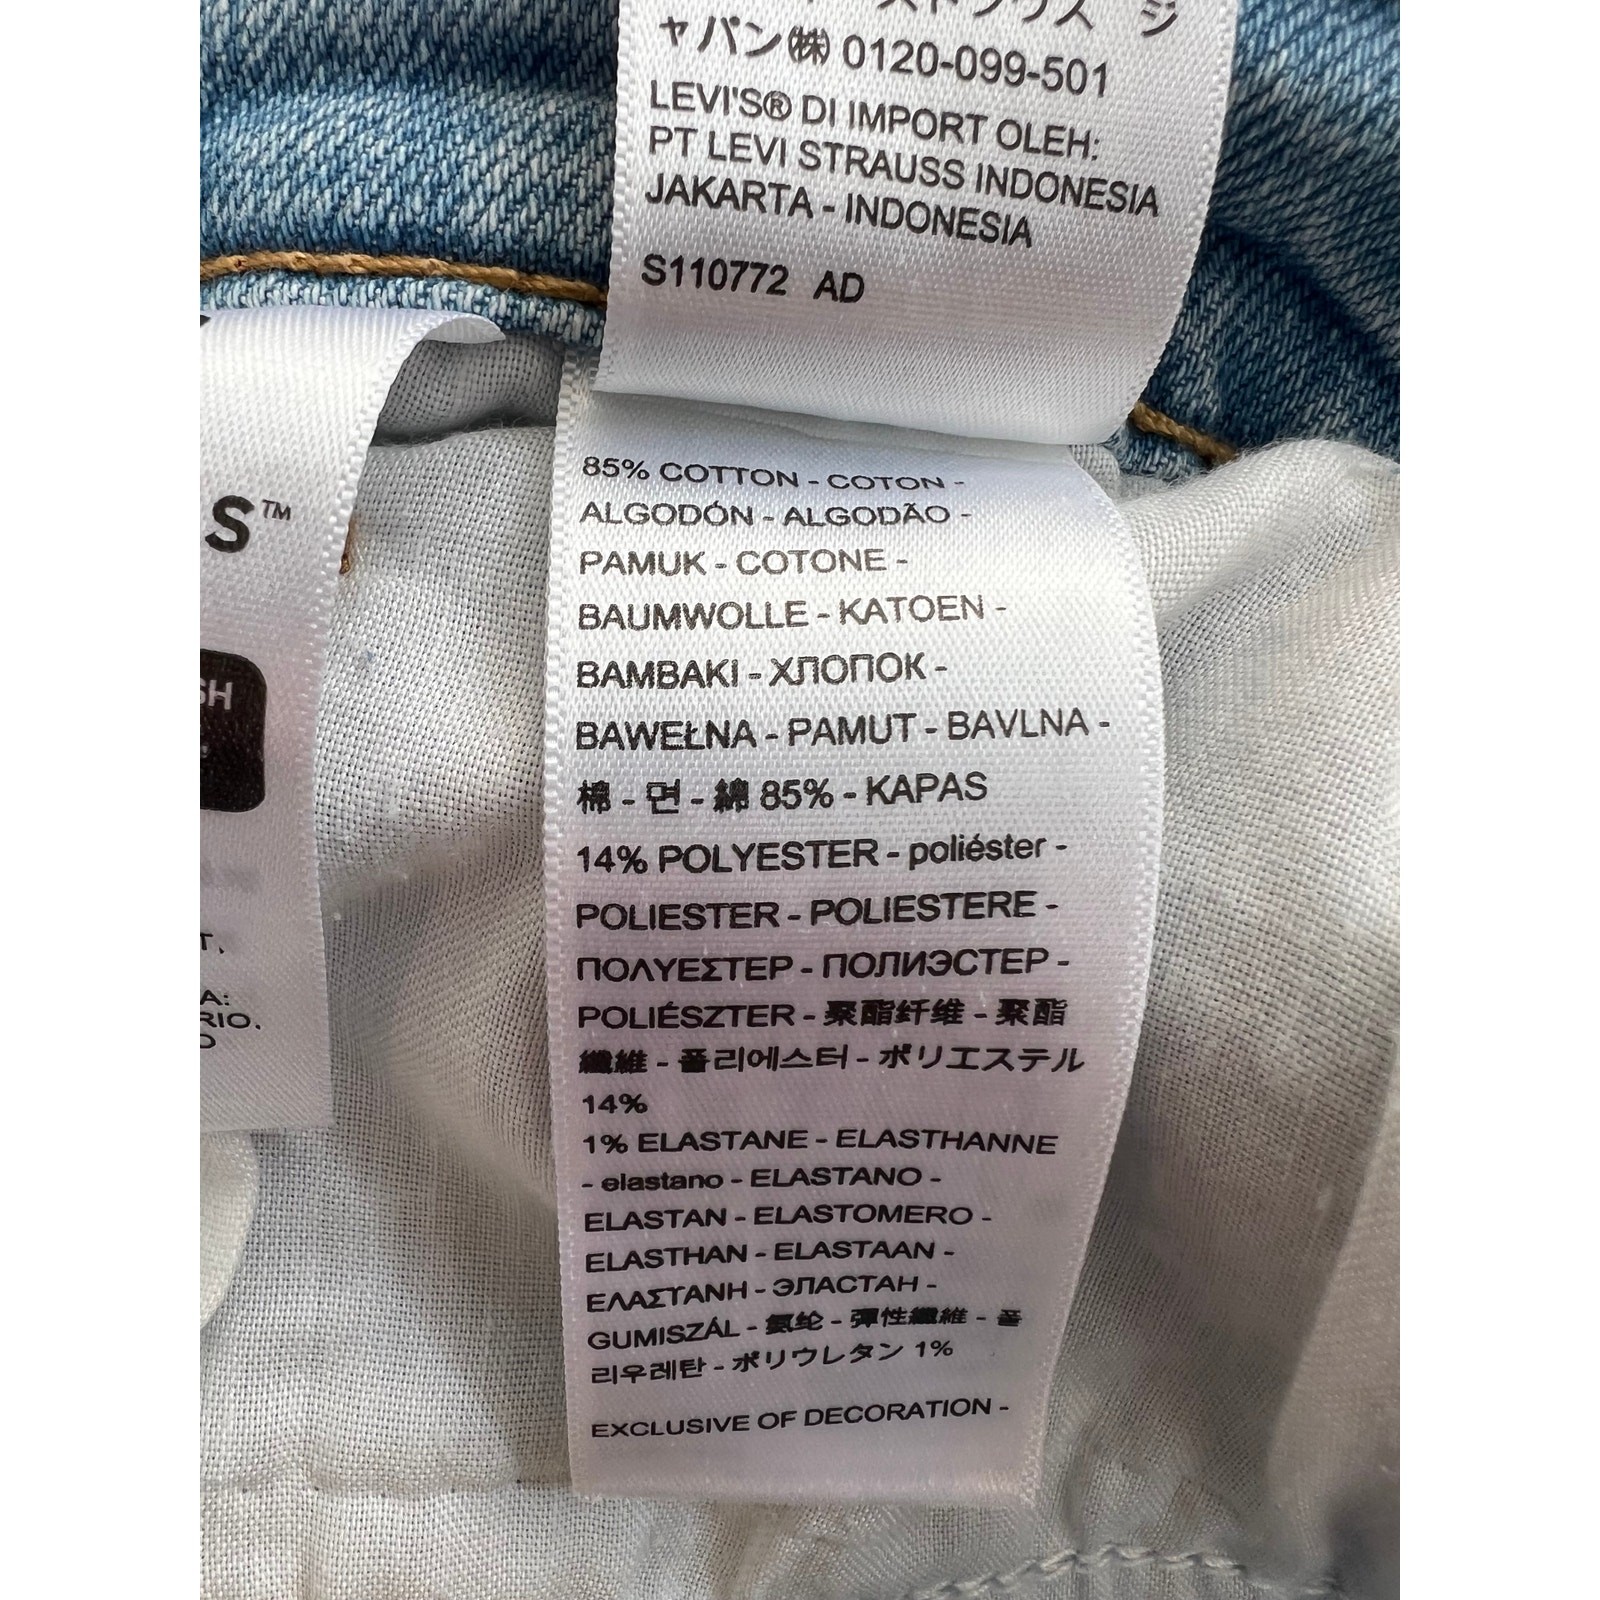 ャパン㈱ 0120-099-501
LEVI'S® DI IMPORT OLEH:
PT LEVI STRAUSS INDONESIA
JAKARTA - INDONESIA
S110772 AD
S™
SH
T.
A:
RIO.
O
85% COTTON - COTON -
ALGODÓN - ALGODÃO -
PAMUK - COTONE -
BAUMWOLLE - KATOEN -
BAMBAKI - ХЛОПОК -
BAWEŁNA - PAMUT - BAVLNA -
棉 - 면 - 綿 85% - KAPAS
14% POLYESTER - poliéster -
POLIESTER - POLIESTERE -
ΠΟΛΥΕΣΤΕΡ - ПОЛИЭСТЕР -
POLIÉSZTER - 聚酯纤维 - 聚酯
纖維 - 폴리에스터 - ポリエステル
14%
1% ELASTANE - ELASTHANNE
- elastano - ELASTANO -
ELASTAN - ELASTOMERO -
ELASTHAN - ELASTAAN -
ΕΛΑΣΤΑΝΗ - ЭЛАСТАН -
GUMISZÁL - 氨纶 - 彈性纖維 - 폴
리우레탄 - ポリウレタン 1%
EXCLUSIVE OF DECORATION -